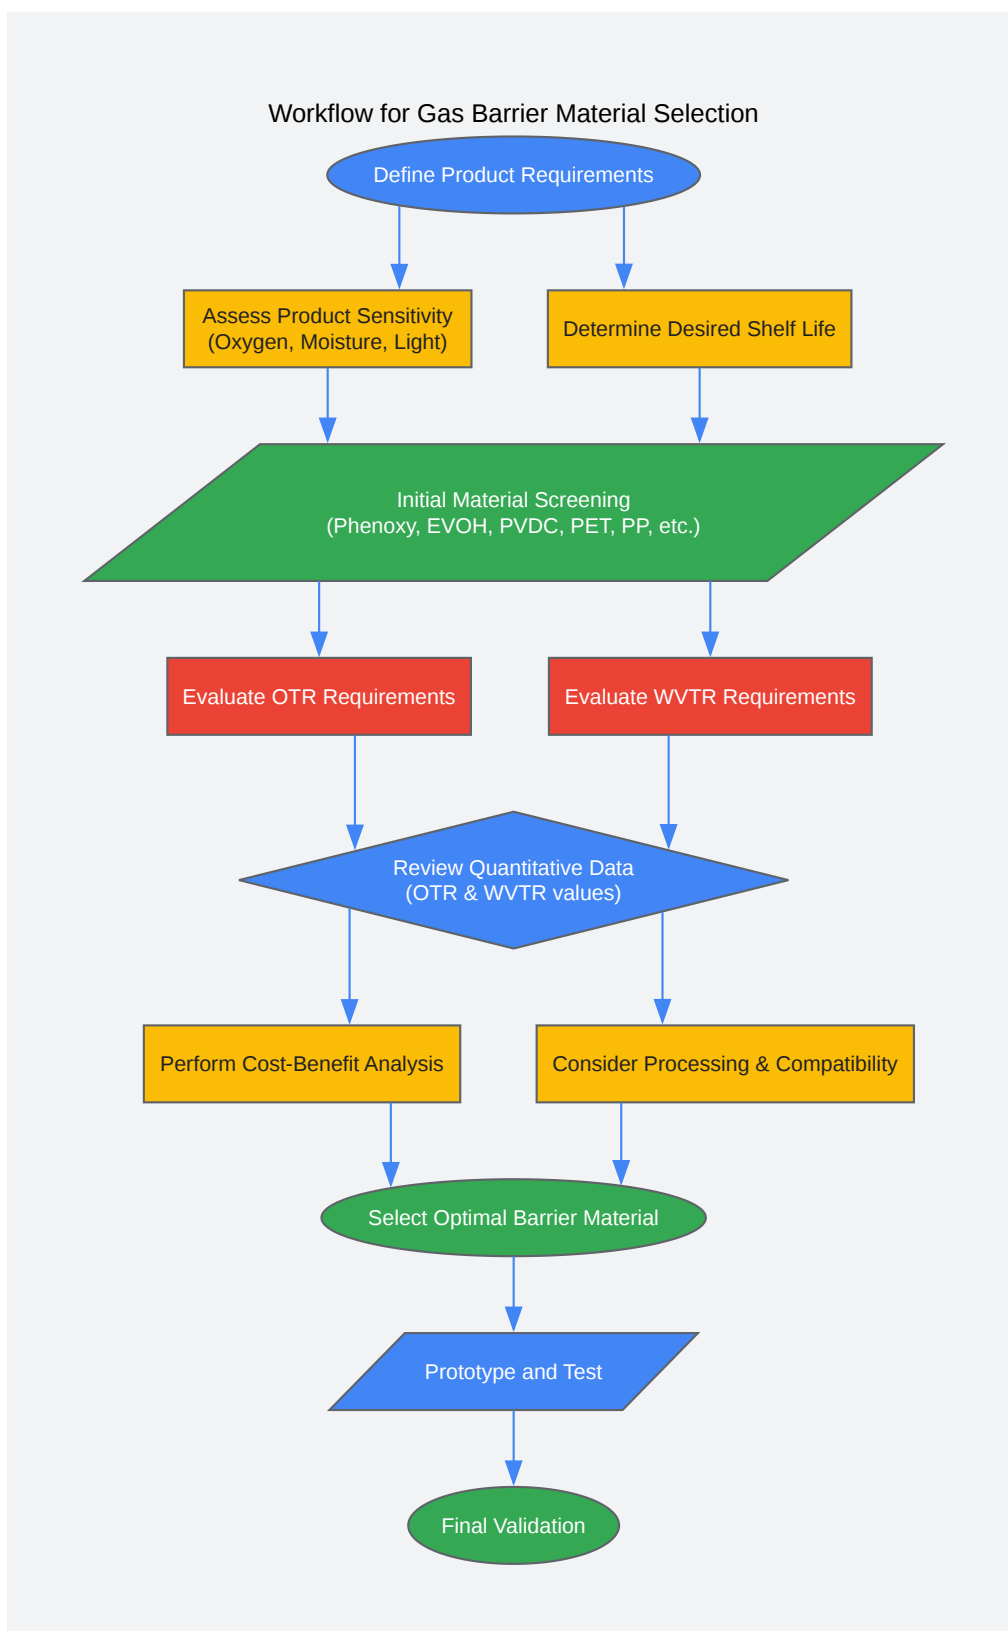 Workflow for Gas Barrier Material Selection
Define Product Requirements
Assess Product Sensitivity
(Oxygen, Moisture, Light)
Determine Desired Shelf Life
Initial Material Screening
(Phenoxy, EVOH, PVDC, PET, PP, etc.)
Evaluate OTR Requirements
Evaluate WVTR Requirements
Review Quantitative Data
(OTR & WVTR values)
Perform Cost-Benefit Analysis
Consider Processing & Compatibility
Select Optimal Barrier Material
Prototype and Test
Final Validation